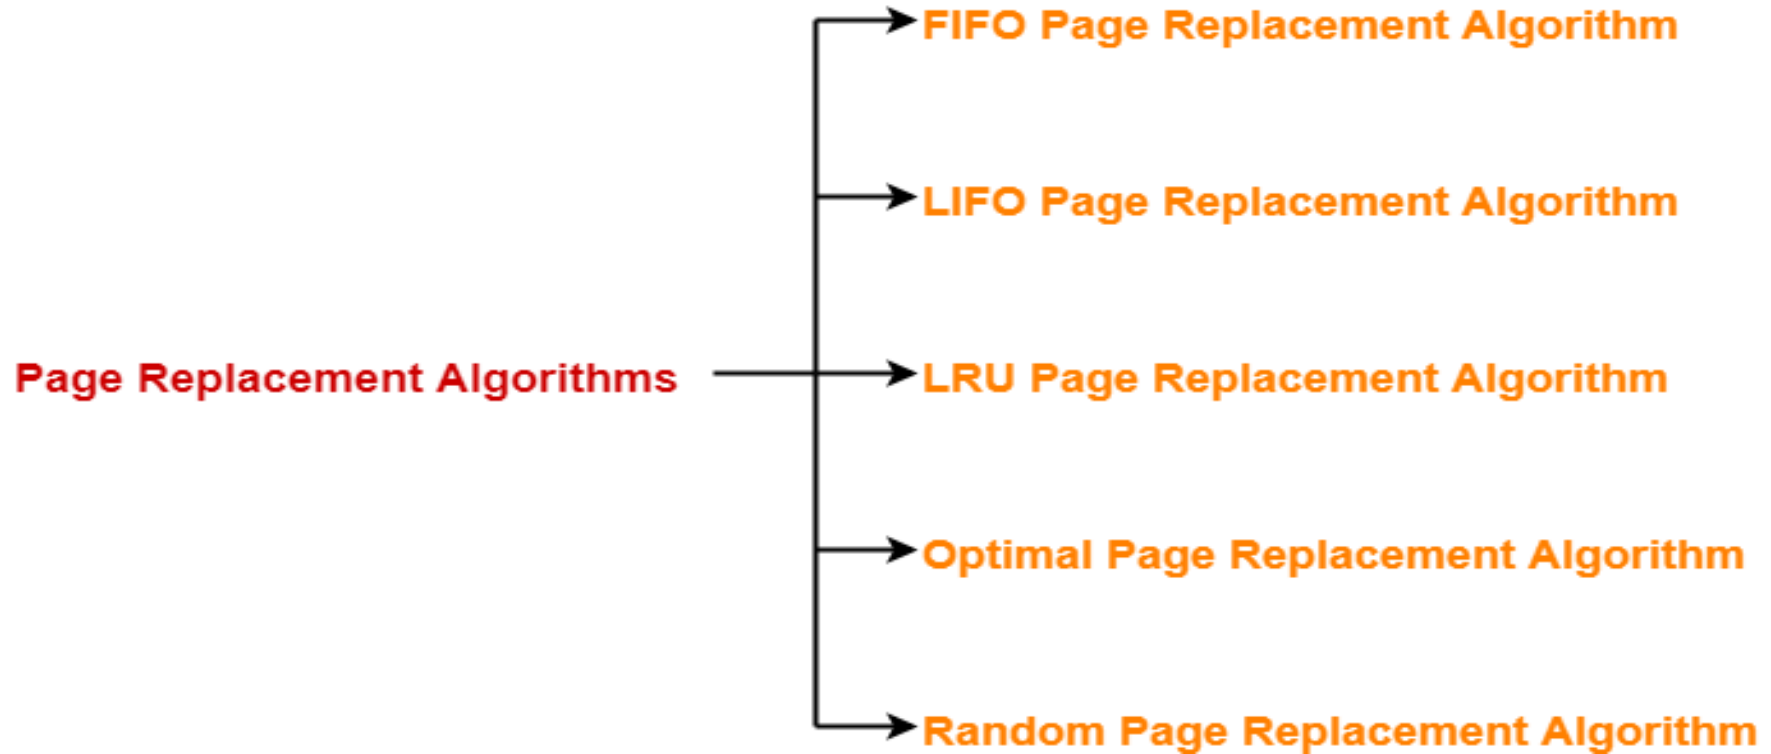 FIFO Page Replacement Algorithm
LIFO Page Replacement Algorithm
Page Replacement Algorithms
LRU Page Replacement Algorithm
Optimal Page Replacement Algorithm
Random Page Replacement Algorithm